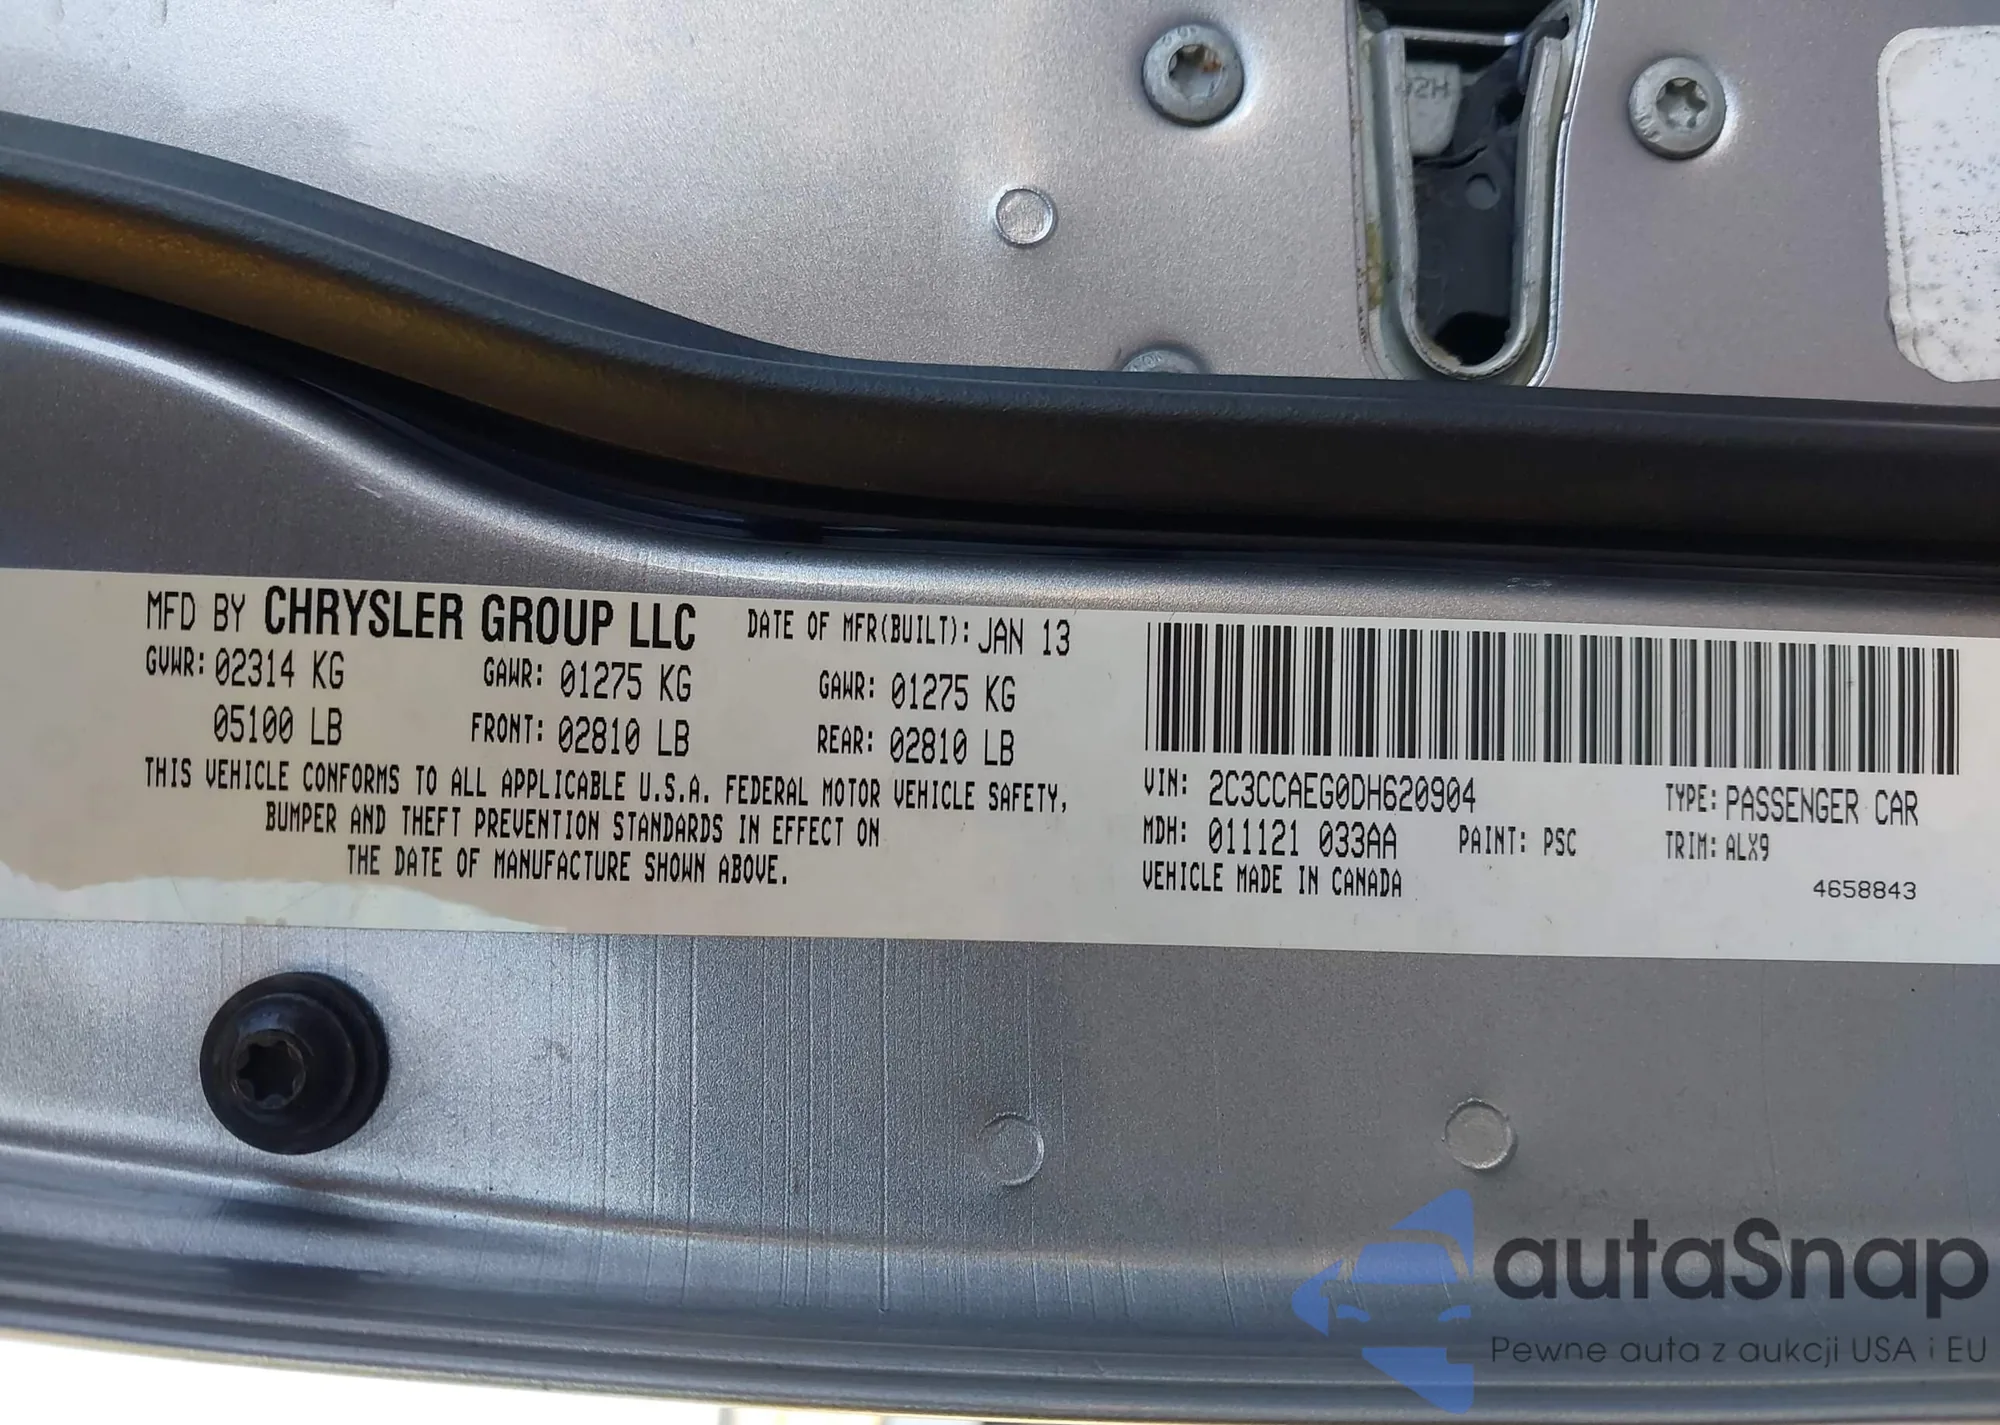 MFD BY CHRYSLER GROUP LLC DATE OF MFR(BUILT): JAN 13
GVWR: 02314 KG GAWR: 01275 KG GAWR: 01275 KG
05100 LB FRONT: 02810 LB REAR: 02810 LB
THIS VEHICLE CONFORMS TO ALL APPLICABLE U.S.A. FEDERAL MOTOR VEHICLE SAFETY,
BUMPER AND THEFT PREVENTION STANDARDS IN EFFECT ON
THE DATE OF MANUFACTURE SHOWN ABOVE.
VIN: 2C3CCAEG0DH620904 TYPE: PASSENGER CAR
MDH: 011121 033AA PAINT: PSC TRIM: ALX9
VEHICLE MADE IN CANADA
4658843
autaSnap
Pewne auta z aukcji USA i EU